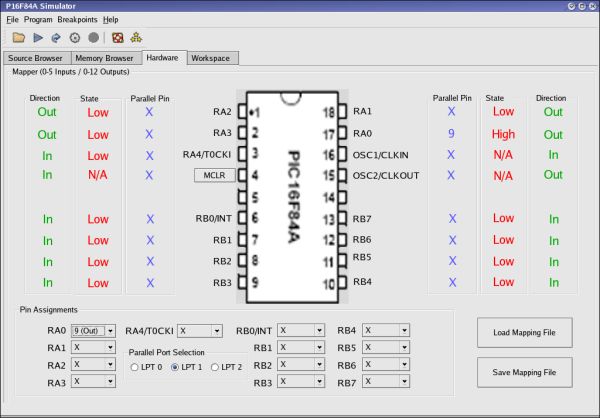 P16F84A Simulator
File Program Breakpoints Help
Source Browser Memory Browser Hardware Workspace
Mapper (0-5 Inputs / 0-12 Outputs)
Direction State Parallel Pin Parallel Pin State Direction
Out Low X RA2 1 18 RA1 X Low Out
Out Low X RA3 2 17 RA0 9 High Out
In Low X RA4/T0CKI 3 16 OSC1/CLKIN X N/A In
In N/A X MCLR 4 15 OSC2/CLKOUT X N/A Out
5 14
In Low X RB0/INT 6 13 RB7 X Low In
In Low X RB1 7 12 RB6 X Low In
In Low X RB2 8 11 RB5 X Low In
In Low X RB3 9 10 RB4 X Low In
PIC16F84A
Pin Assignments
RA0 9 (Out) RA4/T0CKI X RB0/INT X RB4 X
RA1 X RB1 X RB5 X
RA2 X RB2 X RB6 X
RA3 X RB3 X RB7 X
Parallel Port Selection
LPT 0 LPT 1 LPT 2
Load Mapping File
Save Mapping File